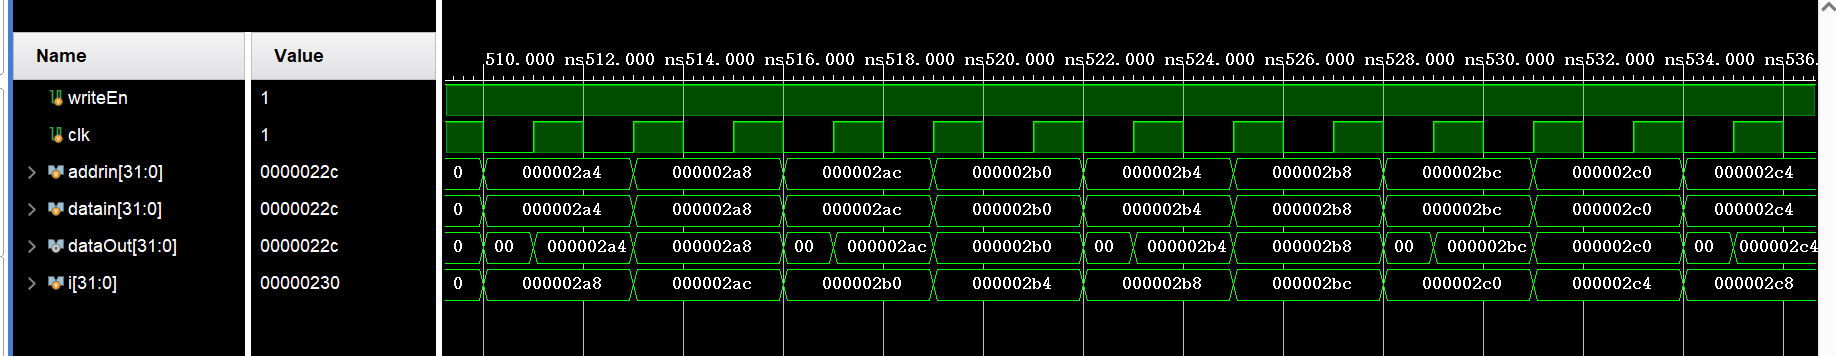 Name Value
510.000 ns 512.000 ns 514.000 ns 516.000 ns 518.000 ns 520.000 ns 522.000 ns 524.000 ns 526.000 ns 528.000 ns 530.000 ns 532.000 ns 534.000 ns 536.
writeEn 1
clk 1
addrin[31:0] 0000022c 0 000002a4 000002a8 000002ac 000002b0 000002b4 000002b8 000002bc 000002c0 000002c4
datain[31:0] 0000022c 0 000002a4 000002a8 000002ac 000002b0 000002b4 000002b8 000002bc 000002c0 000002c4
dataOut[31:0] 0000022c 0 00 000002a4 000002a8 00 000002ac 000002b0 00 000002b4 000002b8 00 000002bc 000002c0 00 000002c4
i[31:0] 00000230 0 000002a8 000002ac 000002b0 000002b4 000002b8 000002bc 000002c0 000002c4 000002c8